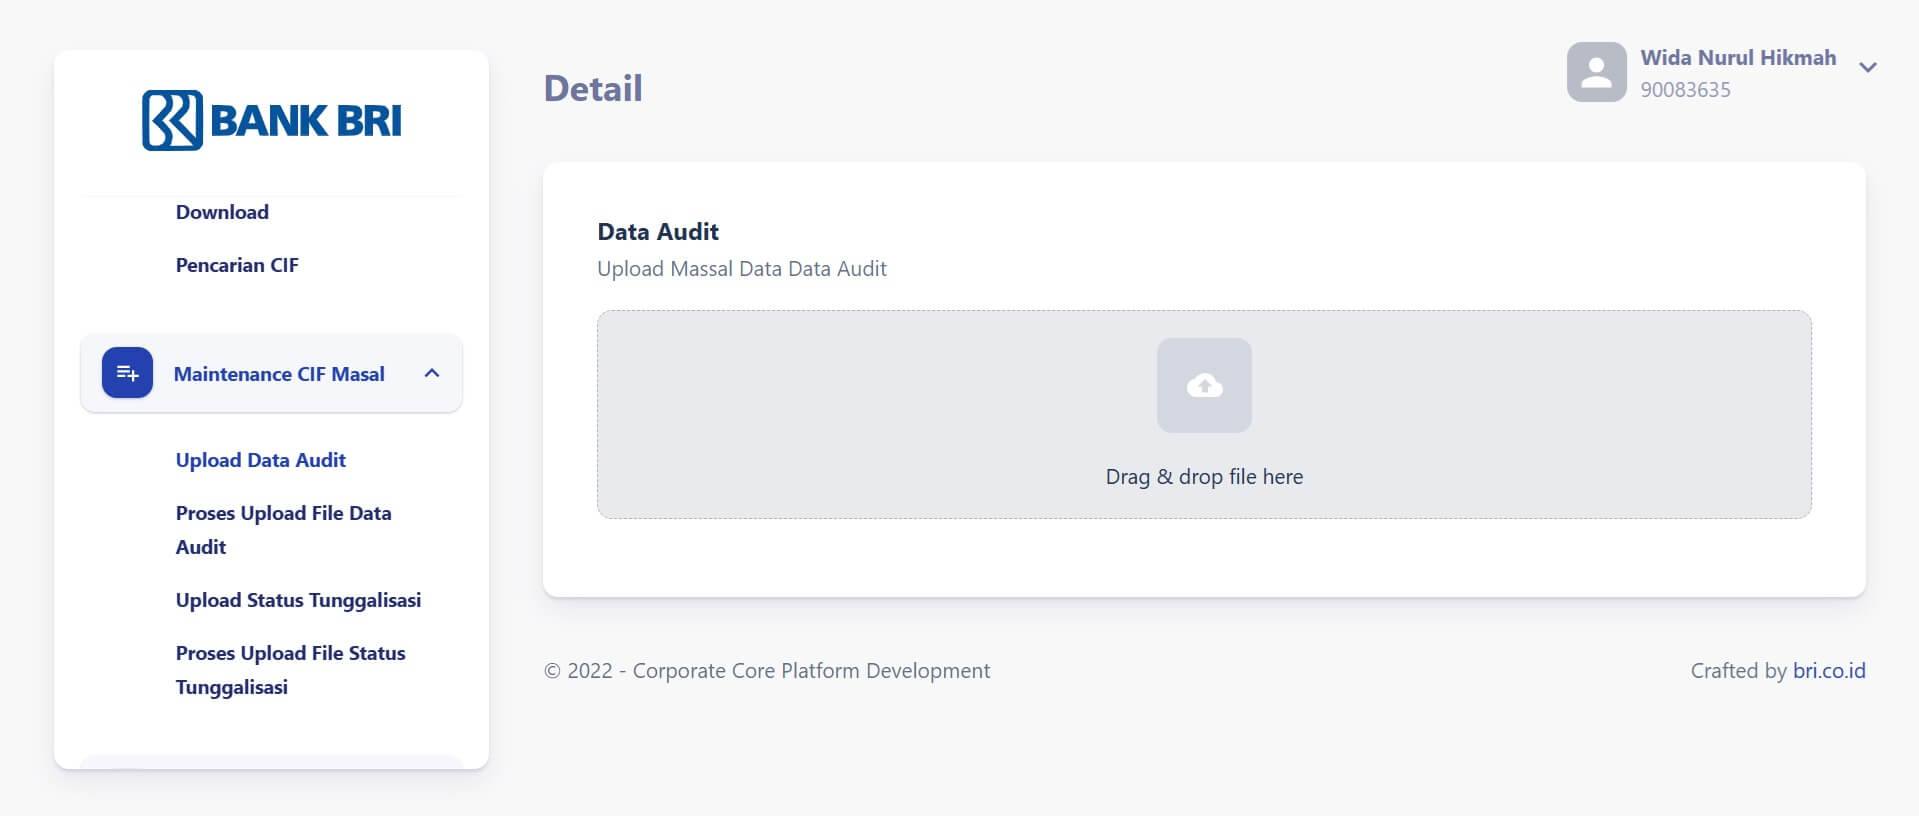 BANK BRI
Download
Pencarian CIF
Maintenance CIF Masal
Upload Data Audit
Proses Upload File Data
Audit
Upload Status Tunggalisasi
Proses Upload File Status
Tunggalisasi
Detail
Wida Nurul Hikmah
90083635
Data Audit
Upload Massal Data Data Audit
Drag & drop file here
© 2022 - Corporate Core Platform Development
Crafted by bri.co.id